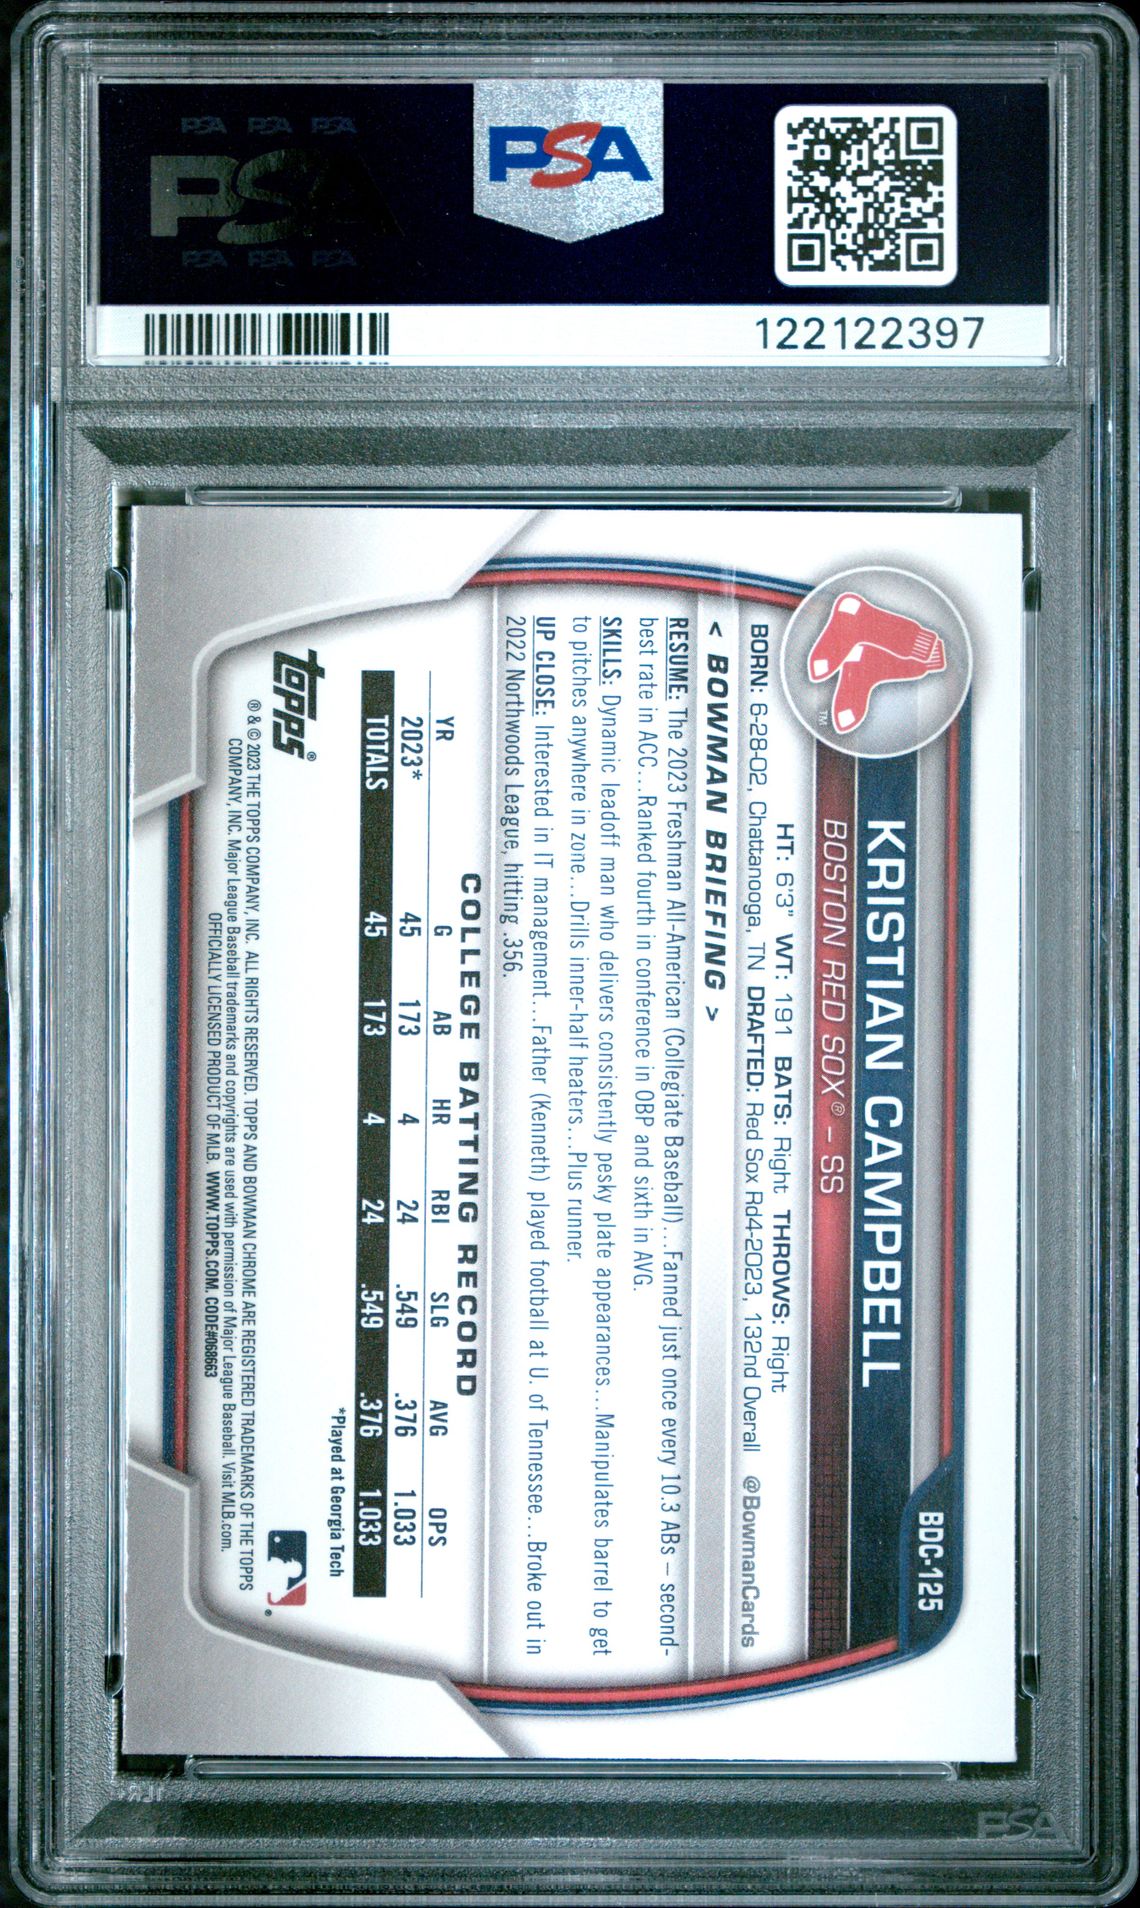 PSA PSA PSA
PSA
PSA PSA PSA
PSA
122122397
BDC-125
KRISTIAN CAMPBELL
BOSTON RED SOX® - SS
TM
HT: 6'3" WT: 191 BATS: Right THROWS: Right
BORN: 6-28-02, Chattanooga, TN DRAFTED: Red Sox Rd4-2023, 132nd Overall @BowmanCards
< BOWMAN BRIEFING >
RESUME: The 2023 Freshman All-American (Collegiate Baseball)...Fanned just once every 10.3 ABs – second-
best rate in ACC...Ranked fourth in conference in OBP and sixth in AVG.
SKILLS: Dynamic leadoff man who delivers consistently pesky plate appearances...Manipulates barrel to get
to pitches anywhere in zone...Drills inner-half heaters...Plus runner.
UP CLOSE: Interested in IT management...Father (Kenneth) played football at U. of Tennessee...Broke out in
2022 Northwoods League, hitting .356.
COLLEGE BATTING RECORD
YR G AB HR RBI SLG AVG OPS
2023* 45 173 4 24 .549 .376 1.033
TOTALS 45 173 4 24 .549 .376 1.033
*Played at Georgia Tech
topps®
® & © 2023 THE TOPPS COMPANY, INC. ALL RIGHTS RESERVED. TOPPS AND BOWMAN CHROME ARE REGISTERED TRADEMARKS OF THE TOPPS
COMPANY, INC. Major League Baseball trademarks and copyrights are used with permission of Major League Baseball. Visit MLB.com.
OFFICIALLY LICENSED PRODUCT OF MLB. WWW.TOPPS.COM. CODE#068663
PSA